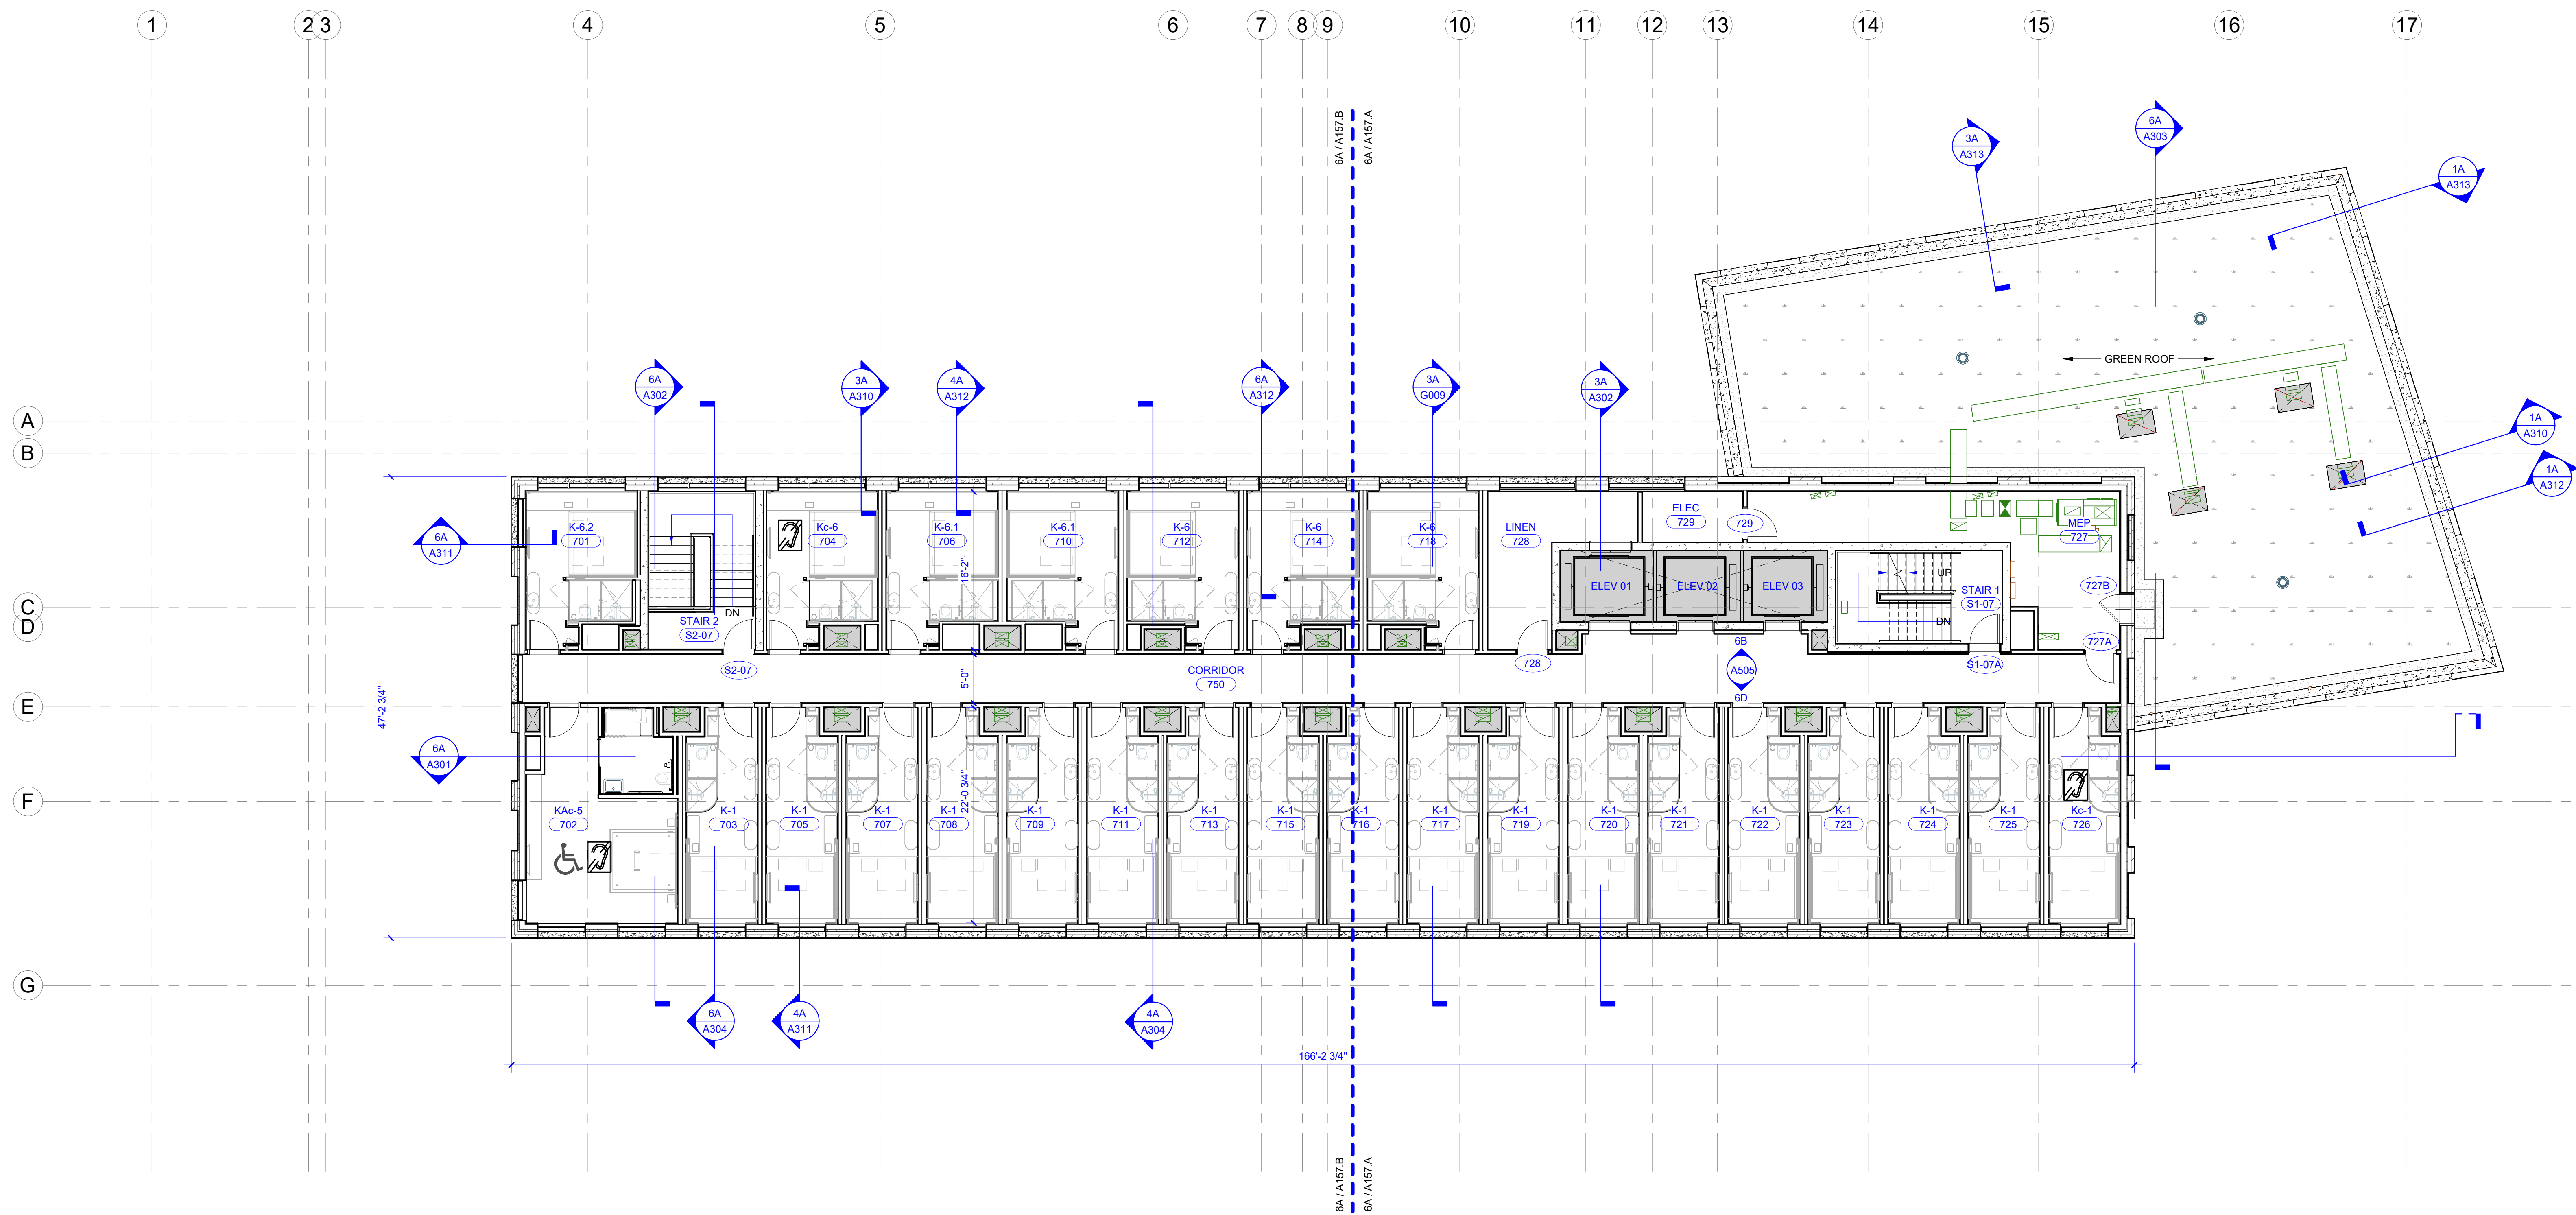 1 2 3 4 5 6 7 8 9 10 11 12 13 14 15 16 17
6A / A157.B
6A / A157.A
3A
A313
6A
A303
1A
A313
GREEN ROOF
6A
A302
3A
A310
4A
A312
6A
A312
3A
G009
3A
A302
A
B
C
D
E
F
G
1A
A310
1A
A312
6A
A311
K-6.2
701
Kc-6
704
K-6.1
706
K-6.1
710
K-6
712
K-6
714
K-6
718
LINEN
728
ELEC
729
729
MEP
727
16'-2"
DN
STAIR 2
S2-07
ELEV 01
ELEV 02
ELEV 03
UP
STAIR 1
S1-07
DN
727B
727A
S2-07
5'-0"
CORRIDOR
750
728
6B
A505
6D
S1-07A
47'-2 3/4"
6A
A301
22'-0 3/4"
KAc-5
702
K-1
703
K-1
705
K-1
707
K-1
708
K-1
709
K-1
711
K-1
713
K-1
715
K-1
716
K-1
717
K-1
719
K-1
720
K-1
721
K-1
722
K-1
723
K-1
724
K-1
725
Kc-1
726
6A
A304
4A
A311
4A
A304
166'-2 3/4"
6A / A157.B
6A / A157.A